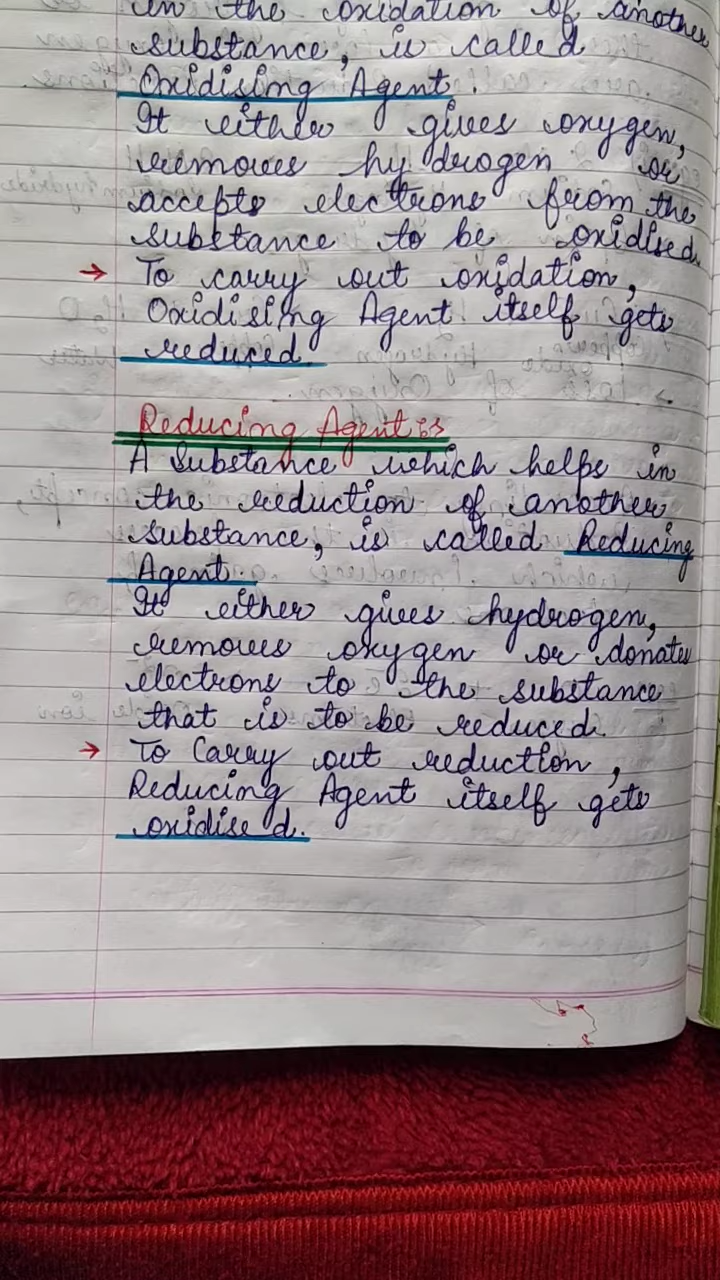 in the oxidation of another
substance, is called
Oxidising Agent.
It either gives oxygen,
removes hydrogen or
accepts electrons from the
substance to be oxidised.
→ To carry out oxidation,
Oxidising Agent itself gets
reduced
Reducing Agent :-
A substance which helps in
the reduction of another
substance, is called Reducing
Agent.
It either gives hydrogen,
removes oxygen or donates
electrons to the substance
that is to be reduced.
→ To Carry out reduction,
Reducing Agent itself gets
oxidised.